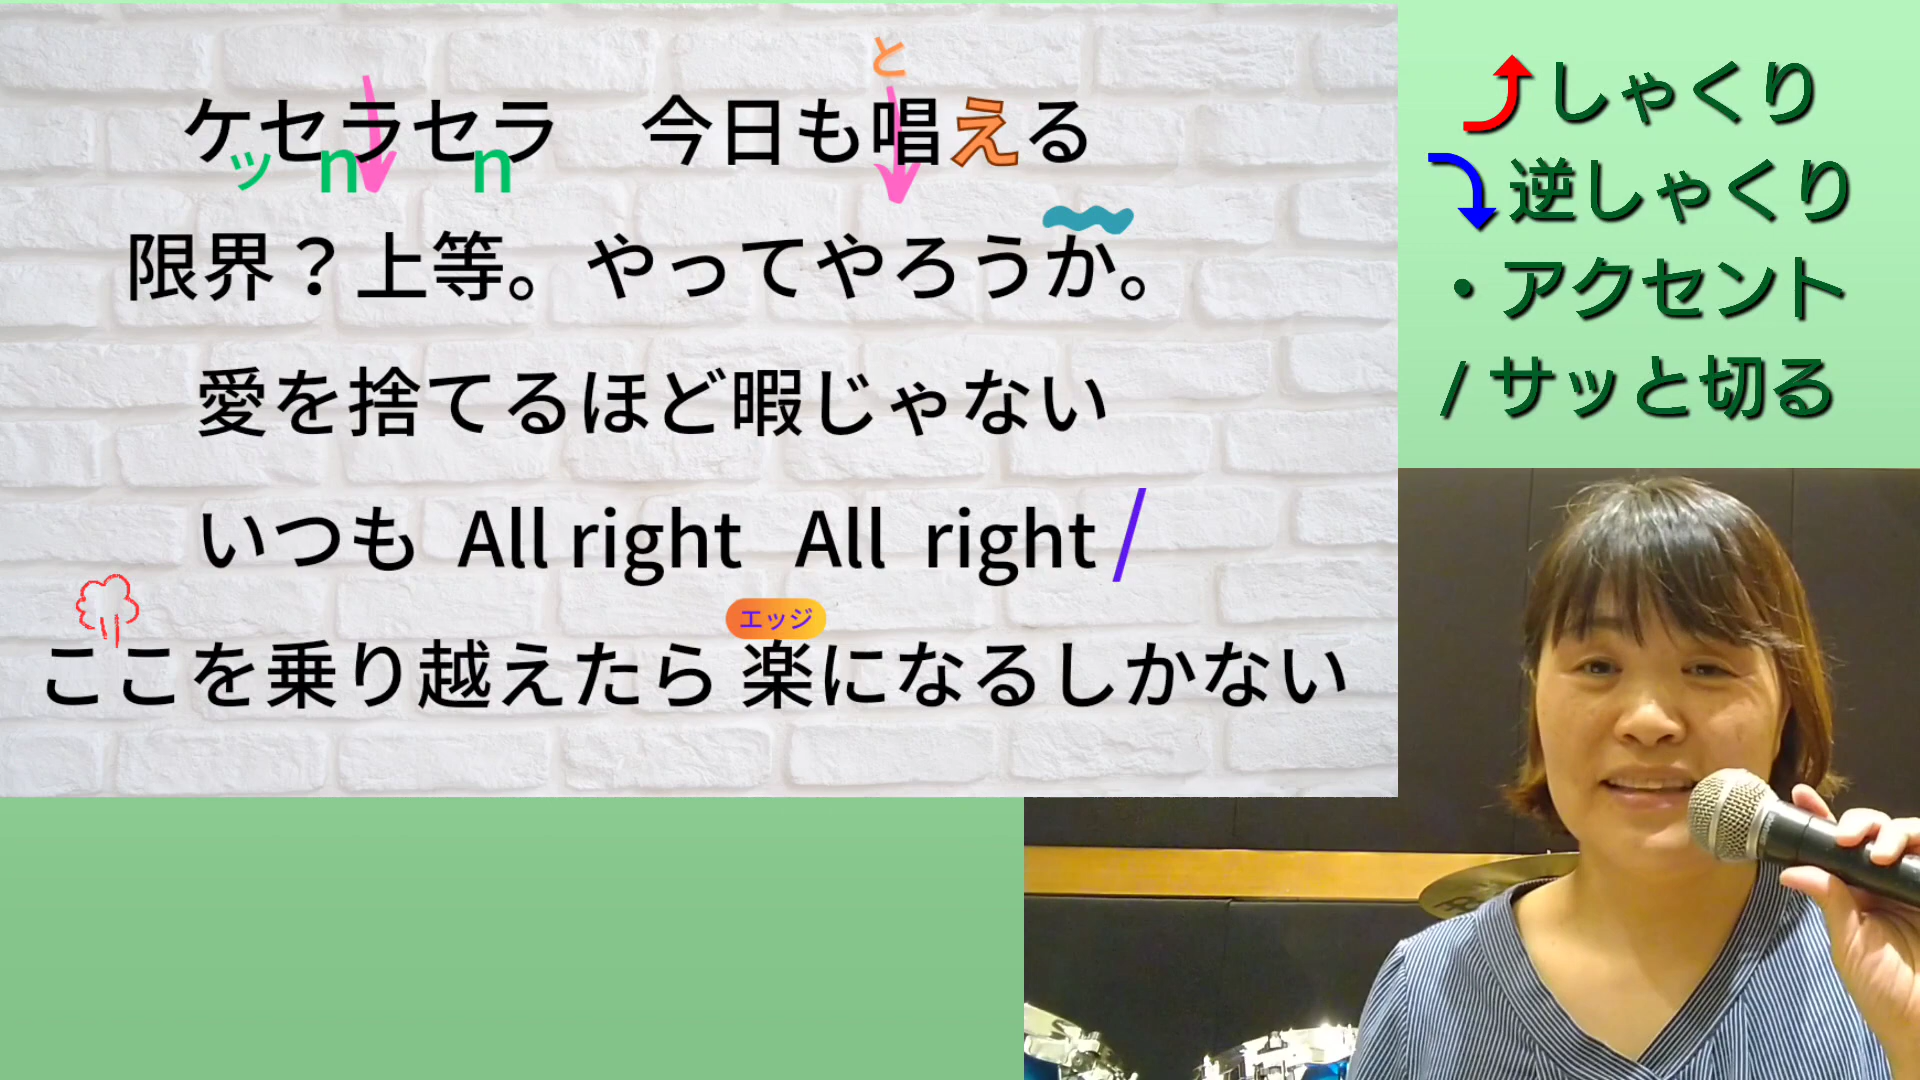 と
ケセラセラ 今日も唱える
ッ n n
限界？上等。やってやろうか。
愛を捨てるほど暇じゃない
いつも All right All right /
エッジ
ここを乗り越えたら 楽になるしかない
しゃくり
逆しゃくり
・アクセント
/ サッと切る